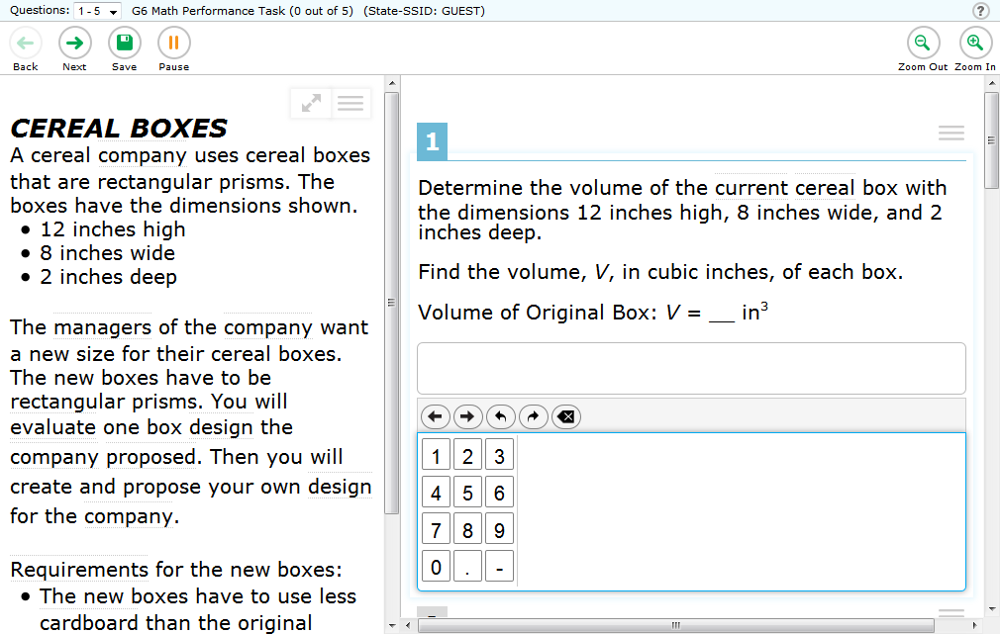 Questions: 1 - 5 G6 Math Performance Task (0 out of 5) (State-SSID: GUEST) ?
Back Next Save Pause Zoom Out Zoom In
CEREAL BOXES
A cereal company uses cereal boxes
that are rectangular prisms. The
boxes have the dimensions shown.
• 12 inches high
• 8 inches wide
• 2 inches deep
The managers of the company want
a new size for their cereal boxes.
The new boxes have to be
rectangular prisms. You will
evaluate one box design the
company proposed. Then you will
create and propose your own design
for the company.
Requirements for the new boxes:
• The new boxes have to use less
cardboard than the original
1
Determine the volume of the current cereal box with
the dimensions 12 inches high, 8 inches wide, and 2
inches deep.
Find the volume, V, in cubic inches, of each box.
Volume of Original Box: V = __ in³
1 2 3
4 5 6
7 8 9
0 . -